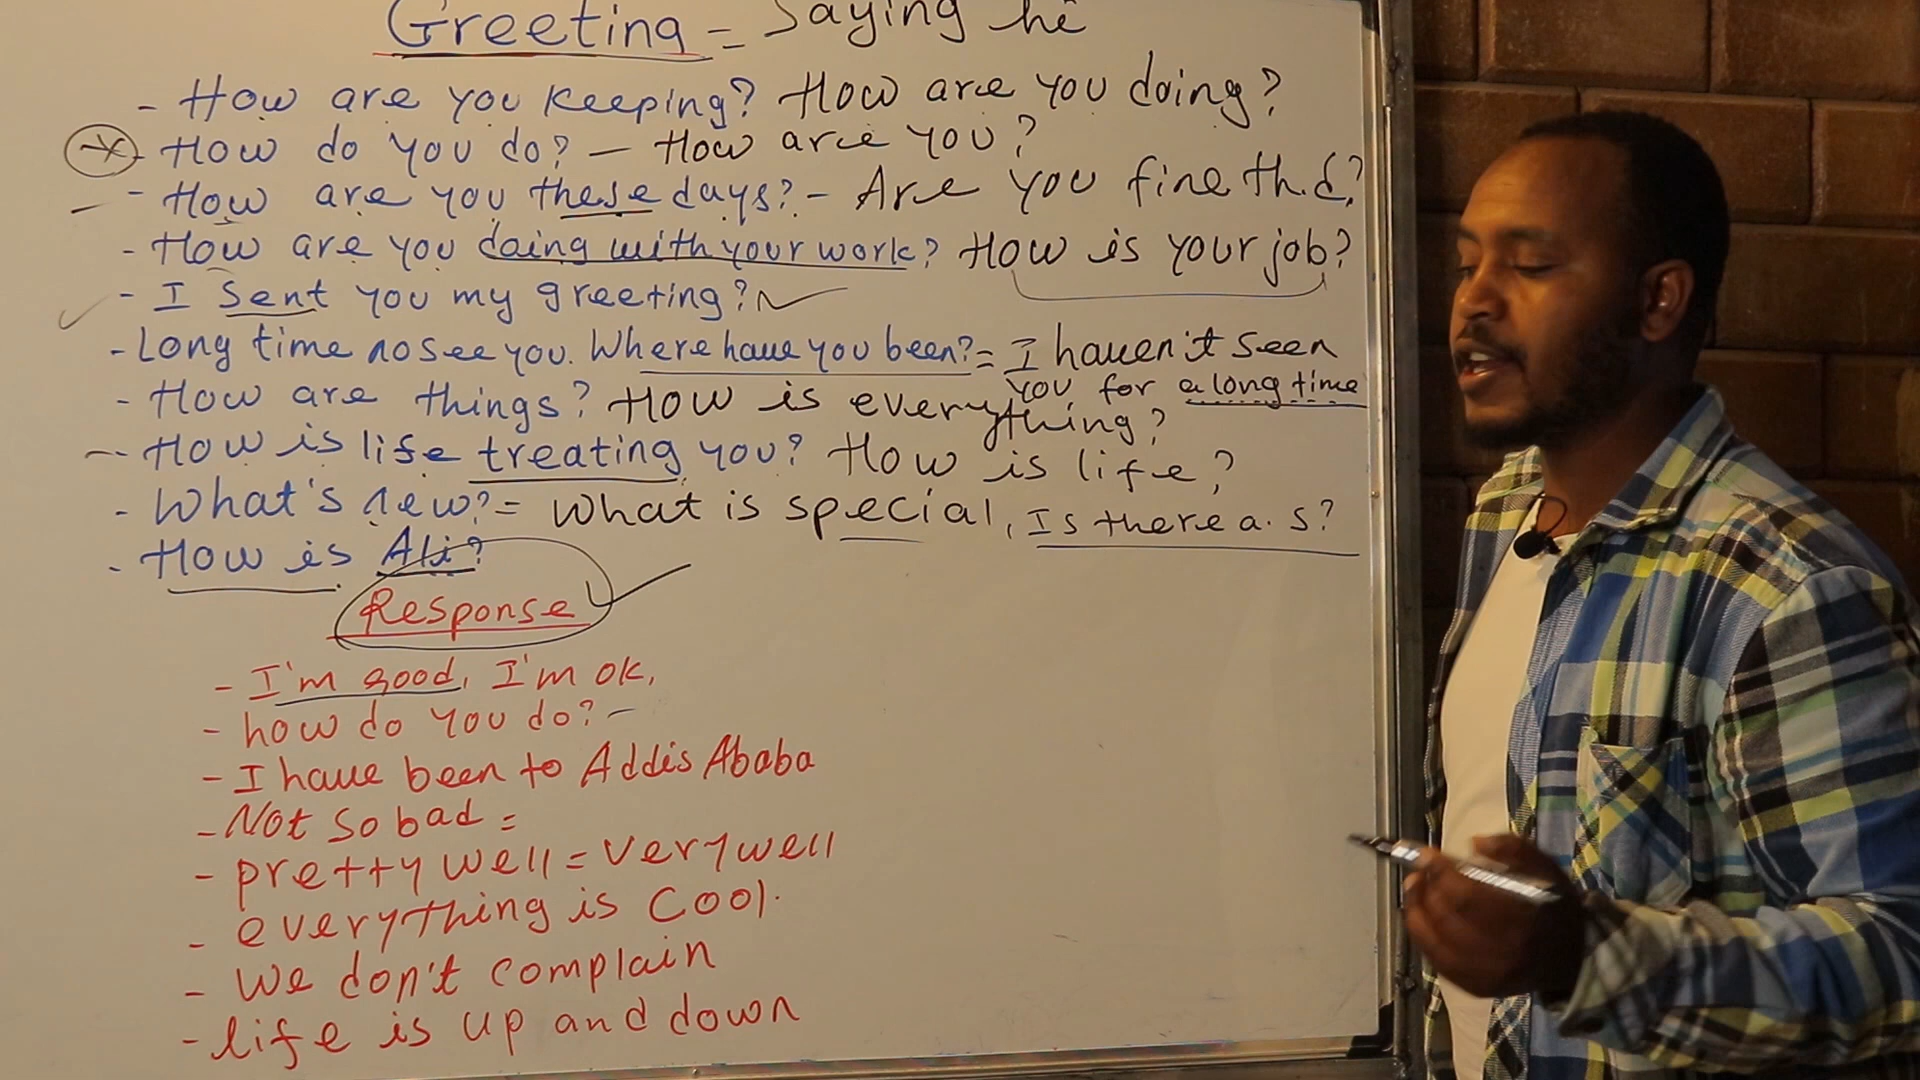 Greeting = Saying hi
- How are you keeping? How are you doing?
- How do you do? - How are you?
- How are you these days? - Are you fine th.d?
- How are you doing with your work? How is your job?
- I sent you my greeting?
- Long time no see you. Where have you been? = I haven't seen
you for a long time
- How are things? How is everything?
- How is life treating you? How is life?
- What's new? = What is special, Is there a. s?
- How is Ali?
Response
- I'm good, I'm ok,
- how do you do? -
- I have been to Addis Ababa
- Not so bad =
- pretty well = very well
- everything is cool.
- we don't complain
- life is up and down